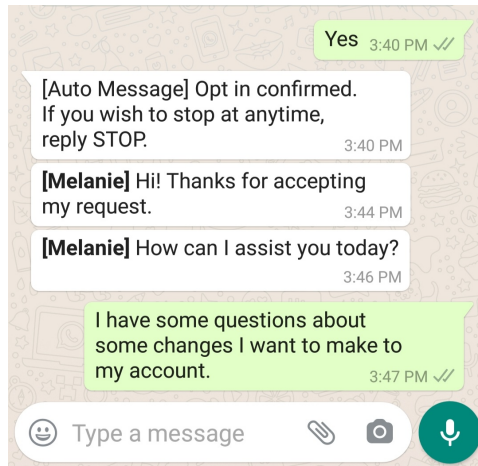 Yes 3:40 PM
[Auto Message] Opt in confirmed.
If you wish to stop at anytime,
reply STOP. 3:40 PM
[Melanie] Hi! Thanks for accepting
my request. 3:44 PM
[Melanie] How can I assist you today?
3:46 PM
I have some questions about
some changes I want to make to
my account. 3:47 PM
Type a message